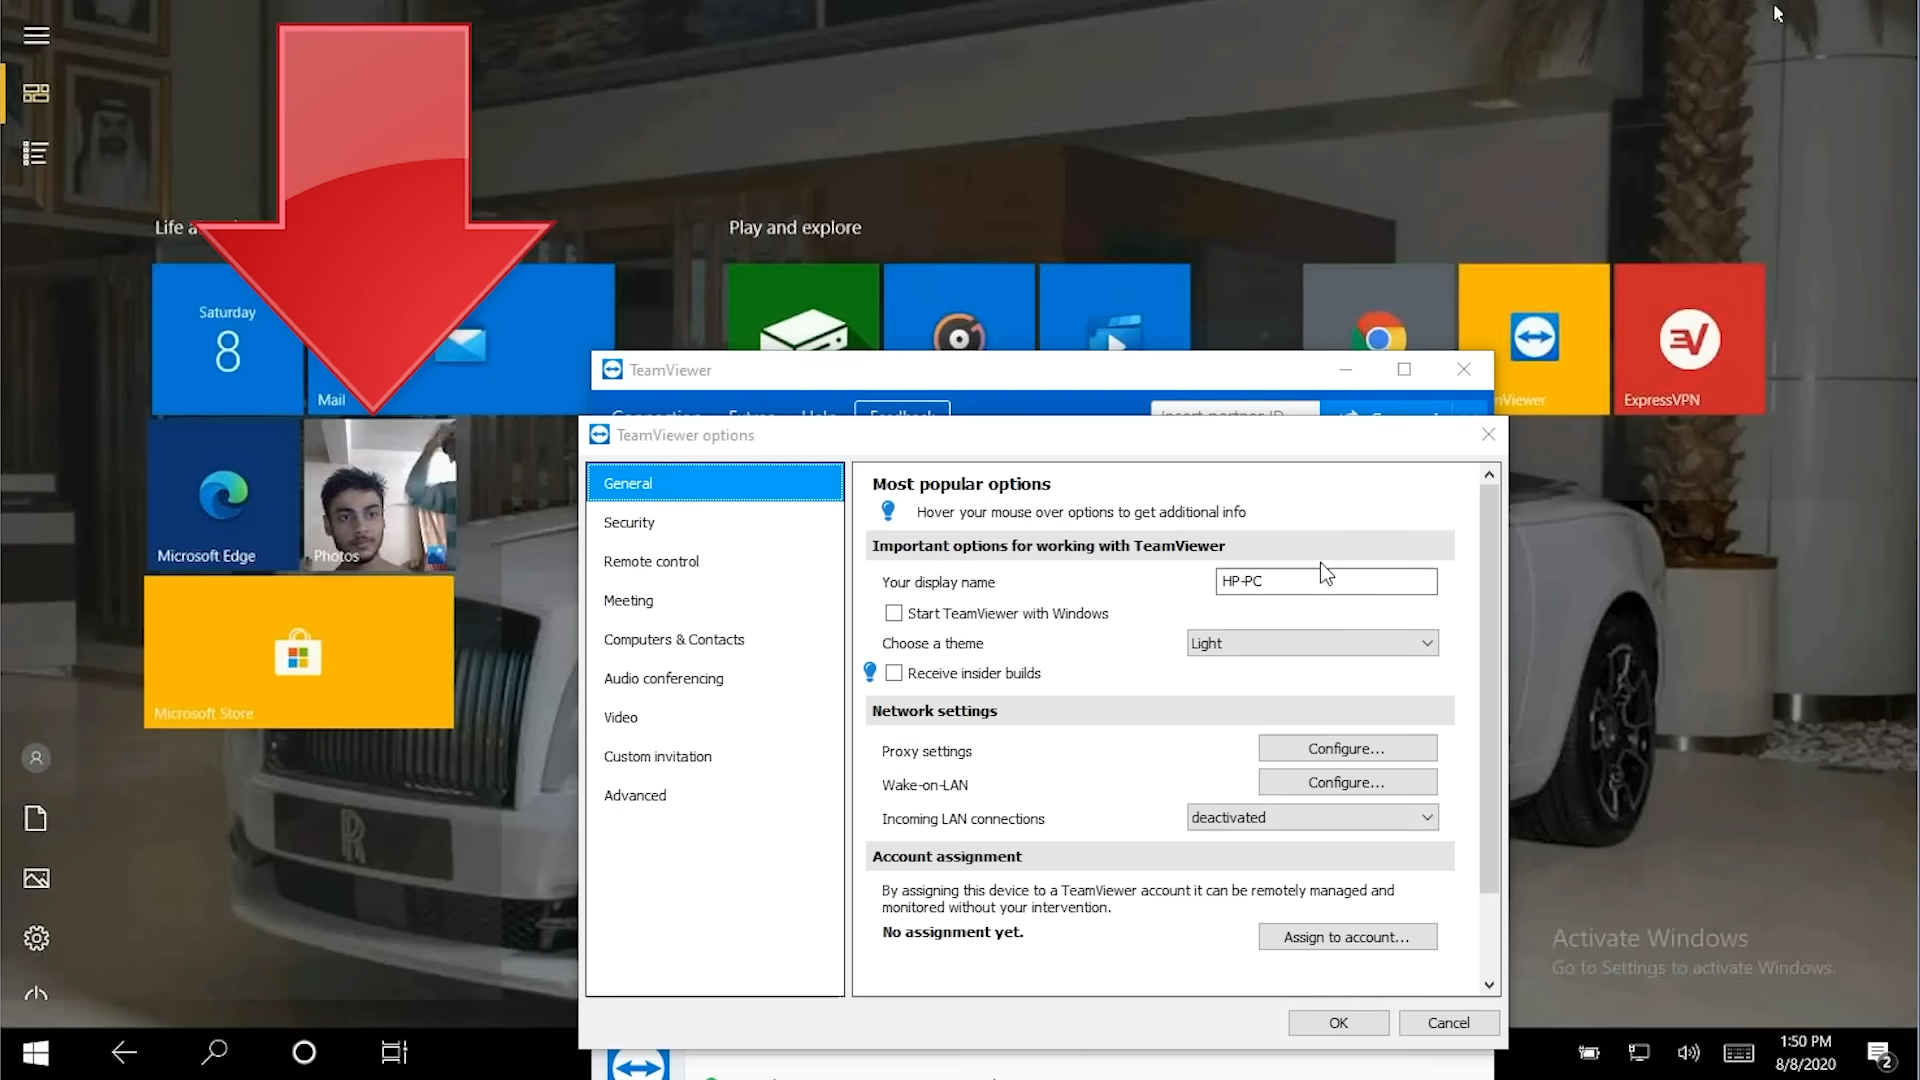 Life a
Play and explore
Saturday
8
Mail
nViewer
ExpressVPN
TeamViewer
Feedback
Insert partner ID
TeamViewer options
General
Security
Remote control
Meeting
Computers & Contacts
Audio conferencing
Video
Custom invitation
Advanced
Most popular options
Hover your mouse over options to get additional info
Important options for working with TeamViewer
Your display name
HP-PC
Start TeamViewer with Windows
Choose a theme
Light
Receive insider builds
Network settings
Proxy settings
Configure...
Wake-on-LAN
Configure...
Incoming LAN connections
deactivated
Account assignment
By assigning this device to a TeamViewer account it can be remotely managed and
monitored without your intervention.
No assignment yet.
Assign to account...
OK
Cancel
Microsoft Edge
Photos
Microsoft Store
Activate Windows
Go to Settings to activate Windows.
1:50 PM
8/8/2020
2